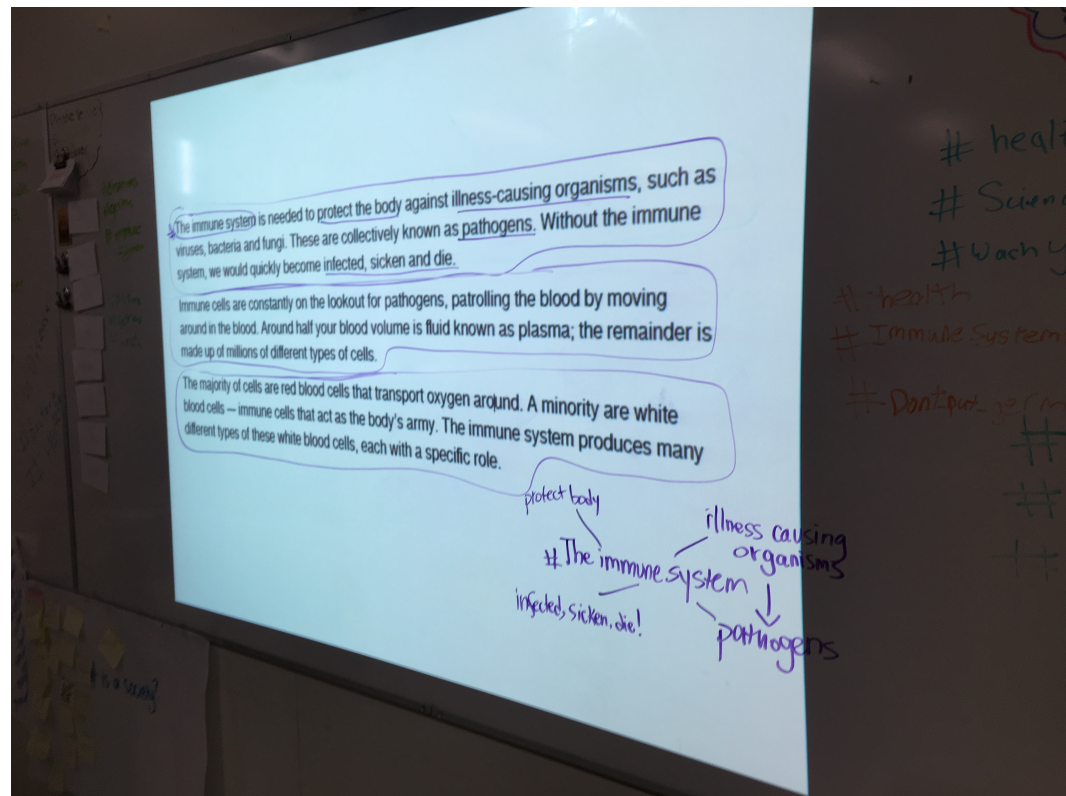 The immune system is needed to protect the body against illness-causing organisms, such as
viruses, bacteria and fungi. These are collectively known as pathogens. Without the immune
system, we would quickly become infected, sicken and die.
Immune cells are constantly on the lookout for pathogens, patrolling the blood by moving
around in the blood. Around half your blood volume is fluid known as plasma; the remainder is
made up of millions of different types of cells.
The majority of cells are red blood cells that transport oxygen around. A minority are white
blood cells – immune cells that act as the body's army. The immune system produces many
different types of these white blood cells, each with a specific role.
protect body
illness causing
organisms
#The immune system
infected, sicken, die!
pathogens
# healt
# Scien
# Wash y
# health
# Immune System
#
#
#
is a society?